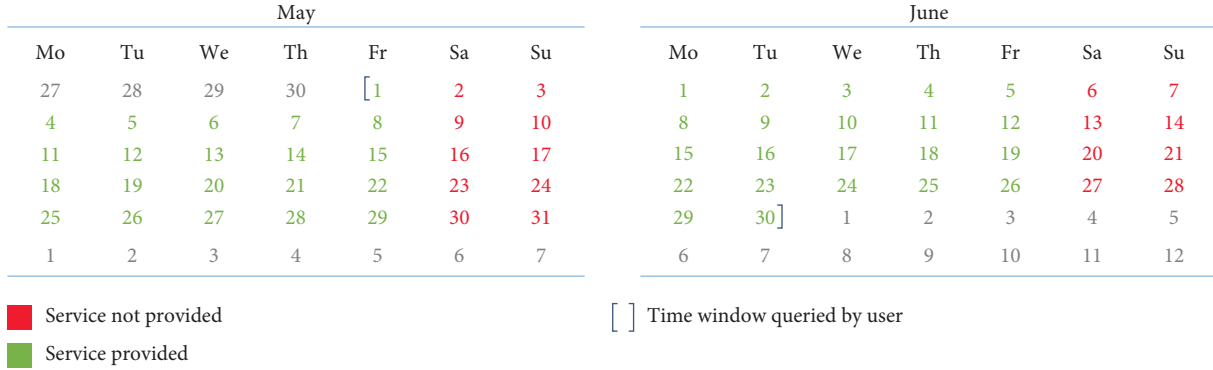 May
Mo Tu We Th Fr Sa Su
27 28 29 30 [1 2 3
4 5 6 7 8 9 10
11 12 13 14 15 16 17
18 19 20 21 22 23 24
25 26 27 28 29 30 31
1 2 3 4 5 6 7
June
Mo Tu We Th Fr Sa Su
1 2 3 4 5 6 7
8 9 10 11 12 13 14
15 16 17 18 19 20 21
22 23 24 25 26 27 28
29 30] 1 2 3 4 5
6 7 8 9 10 11 12
Service not provided
Service provided
[ ] Time window queried by user